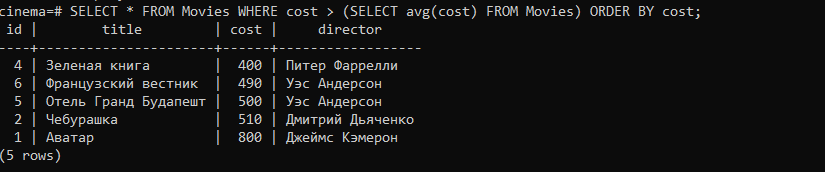 cinema=# SELECT * FROM Movies WHERE cost > (SELECT avg(cost) FROM Movies) ORDER BY cost;
 id |         title         | cost |     director
----+-----------------------+------+------------------
  4 | Зеленая книга         |  400 | Питер Фаррелли
  6 | Французский вестник   |  490 | Уэс Андерсон
  5 | Отель Гранд Будапешт  |  500 | Уэс Андерсон
  2 | Чебурашка             |  510 | Дмитрий Дьяченко
  1 | Аватар                |  800 | Джеймс Кэмерон
(5 rows)